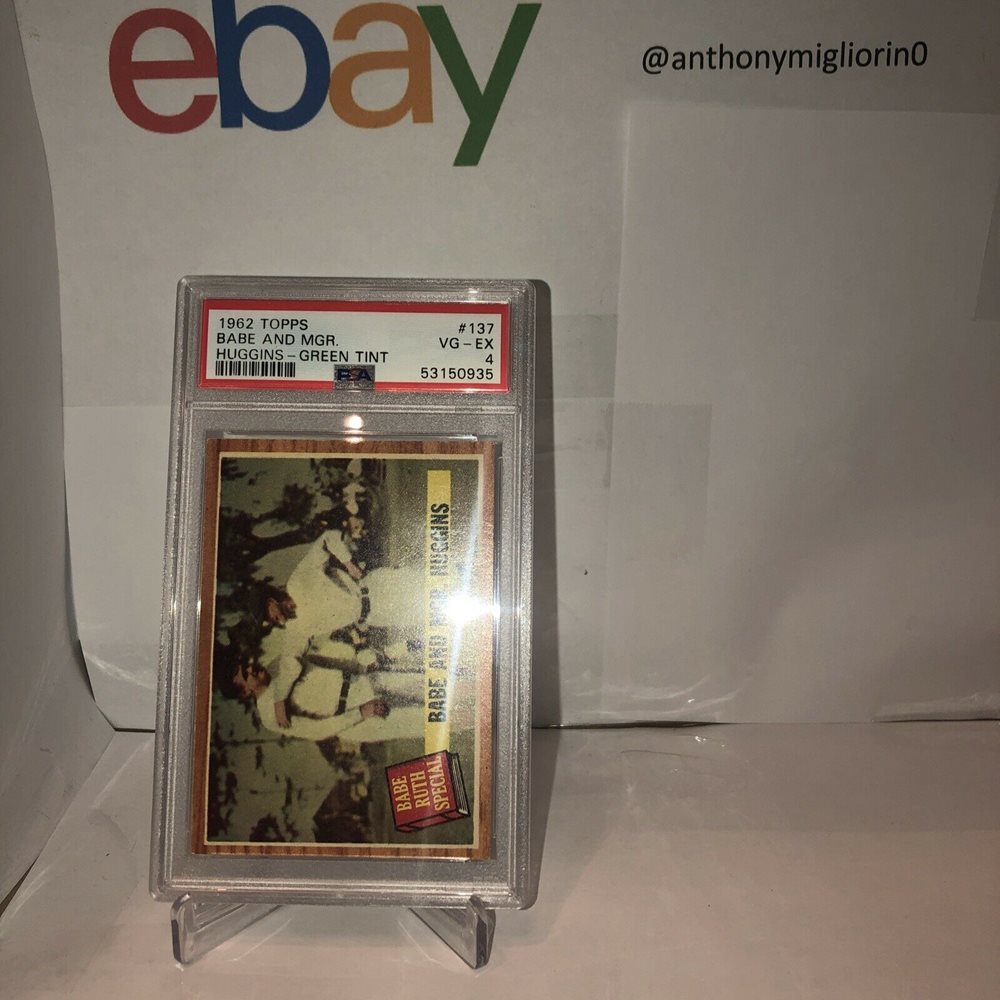 ebay
@anthonymigliorin0
1962 TOPPS #137
BABE AND MGR. VG-EX
HUGGINS-GREEN TINT 4
PSA 53150935
BABE AND MGR. HUGGINS
BABE
RUTH
SPECIAL